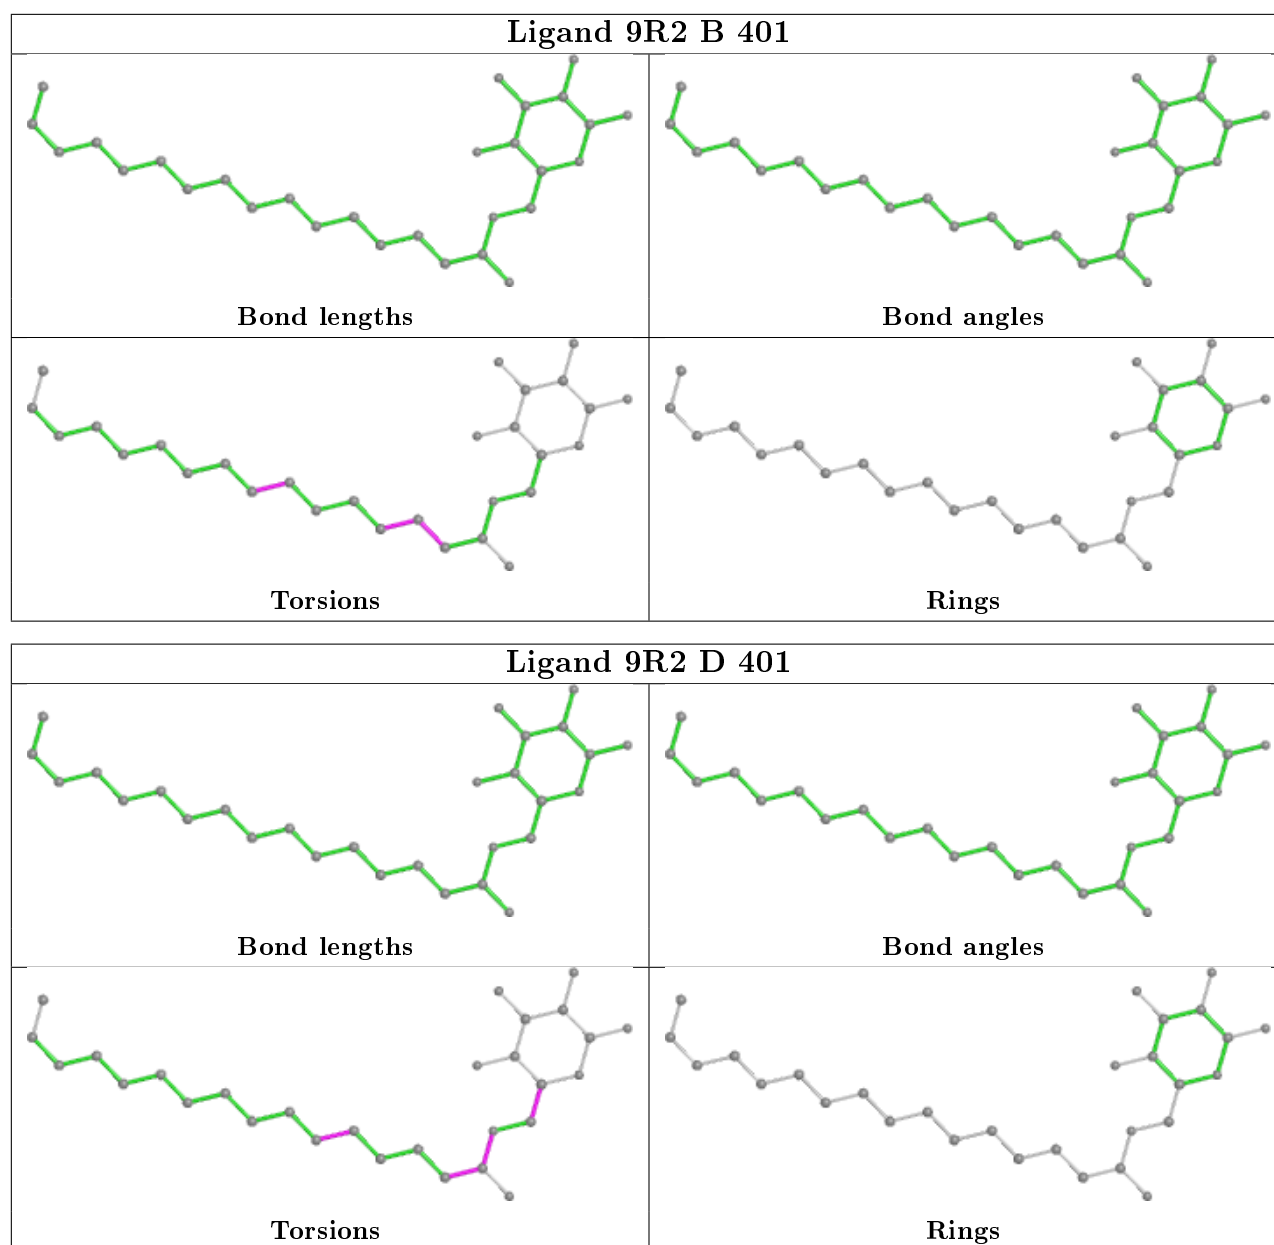 Ligand 9R2 B 401
Bond lengths
Bond angles
Torsions
Rings
Ligand 9R2 D 401
Bond lengths
Bond angles
Torsions
Rings